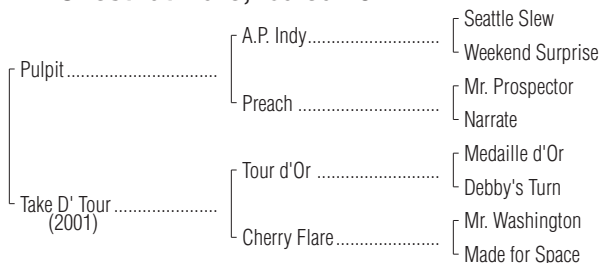 Seattle Slew
A.P. Indy
Weekend Surprise
Pulpit
Mr. Prospector
Preach
Narrate
Medaille d'Or
Tour d'Or
Debby's Turn
Take D' Tour
(2001)
Mr. Washington
Cherry Flare
Made for Space